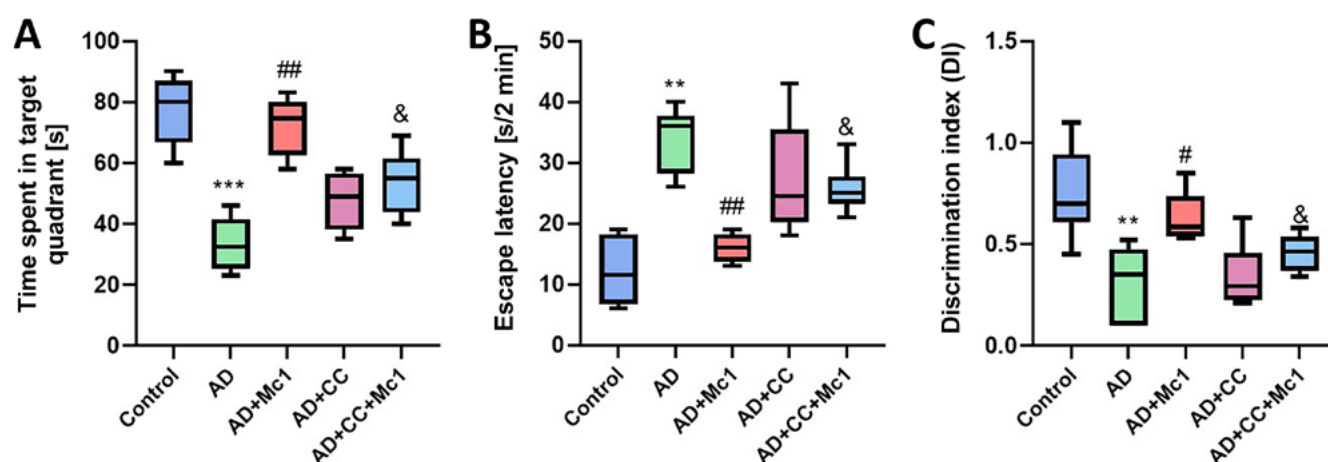 A
Time spent in target
quadrant [s]
100
80
60
40
20
0
***
##
&
Control
AD
AD+Mc1
AD+CC
AD+CC+Mc1
B
Escape latency [s/2 min]
50
40
30
20
10
0
**
##
&
Control
AD
AD+Mc1
AD+CC
AD+CC+Mc1
C
Discrimination index (DI)
1.5
1.0
0.5
0.0
**
#
&
Control
AD
AD+Mc1
AD+CC
AD+CC+Mc1